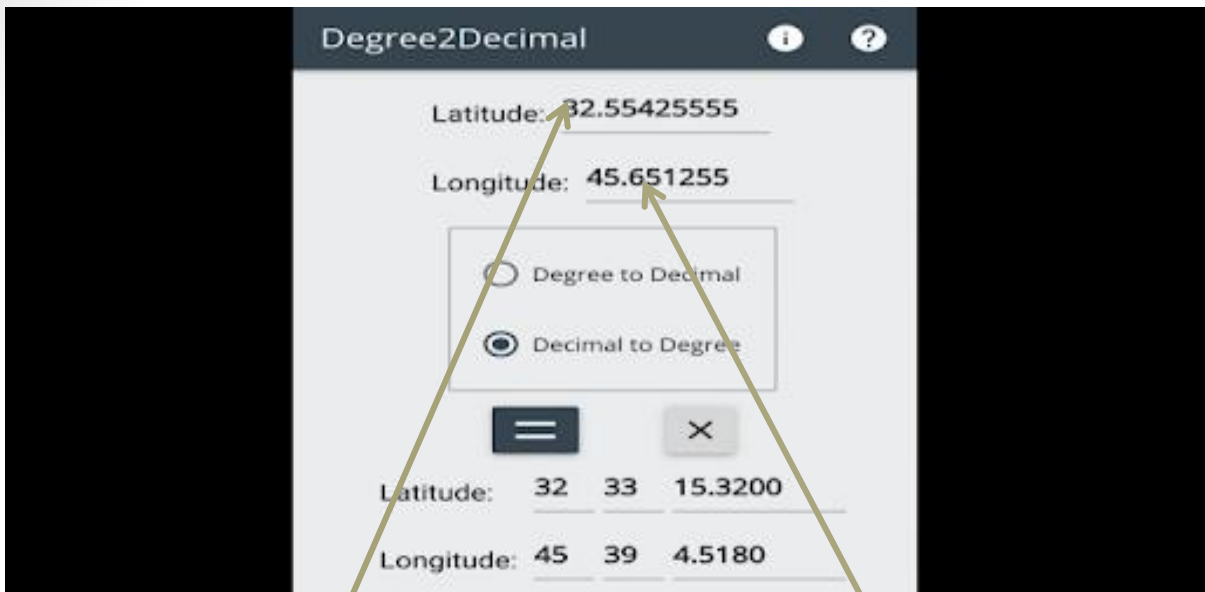 Degree2Decimal
Latitude: 32.55425555
Longitude: 45.651255
Degree to Decimal
Decimal to Degree
Latitude: 32 33 15.3200
Longitude: 45 39 4.5180